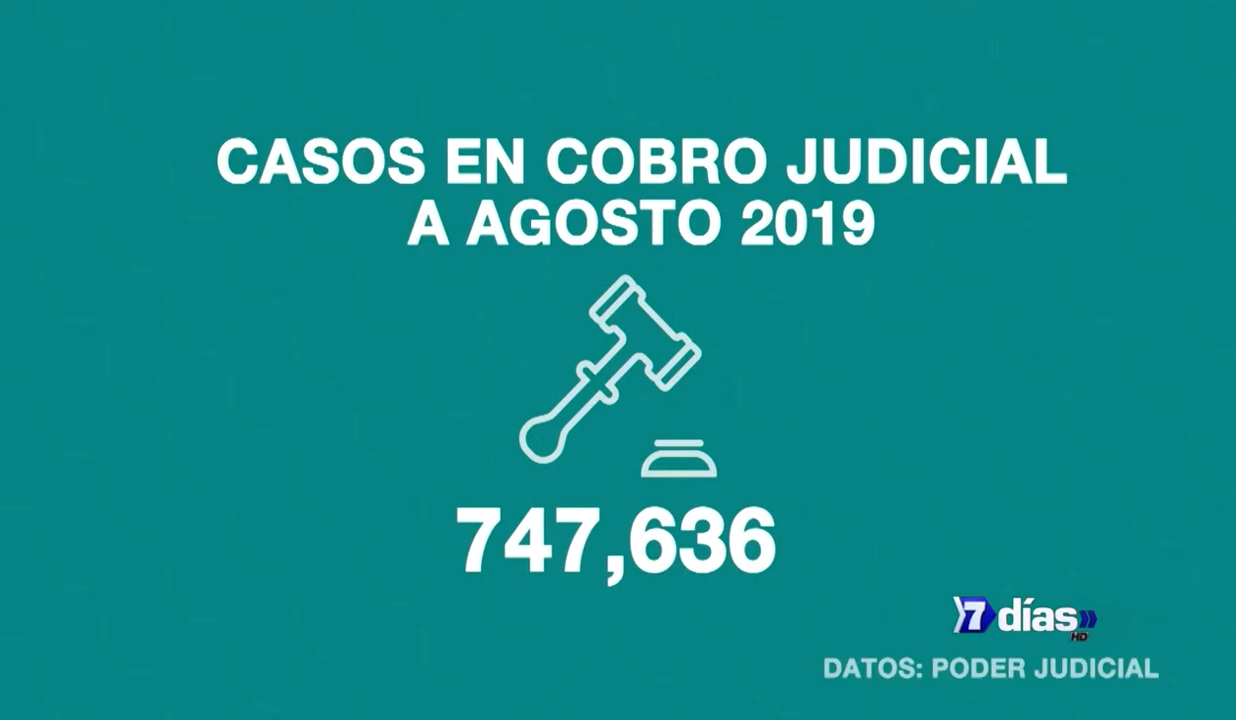 CASOS EN COBRO JUDICIAL
A AGOSTO 2019
747,636
7 días
HD
DATOS: PODER JUDICIAL